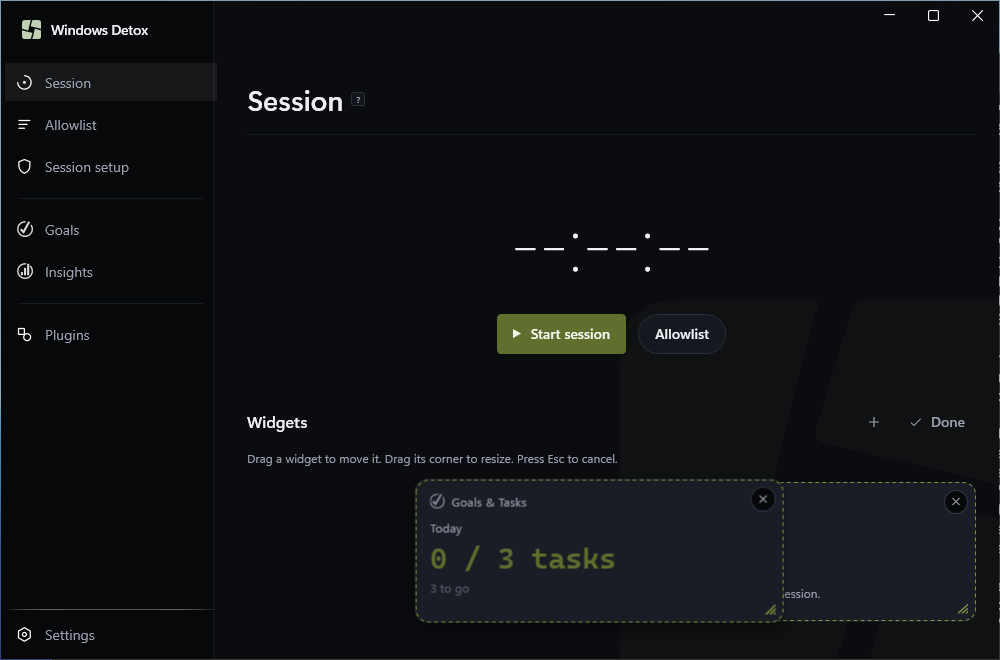 Windows Detox
Session
Allowlist
Session setup
Goals
Insights
Plugins
Settings
Session ?
– – : – – : – –
Start session
Allowlist
Widgets
Done
Drag a widget to move it. Drag its corner to resize. Press Esc to cancel.
Goals & Tasks
Today
0 / 3 tasks
3 to go
ession.